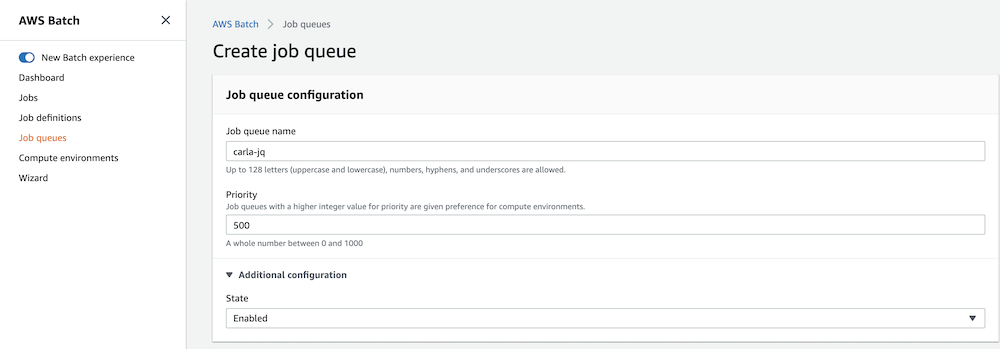 AWS Batch
New Batch experience
Dashboard
Jobs
Job definitions
Job queues
Compute environments
Wizard
AWS Batch
Job queues
Create job queue
Job queue configuration
Job queue name
carla-jq
Up to 128 letters (uppercase and lowercase), numbers, hyphens, and underscores are allowed.
Priority
Job queues with a higher integer value for priority are given preference for compute environments.
500
A whole number between 0 and 1000
Additional configuration
State
Enabled